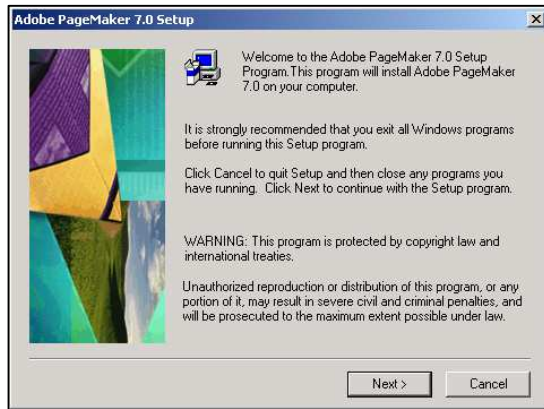 Adobe PageMaker 7.0 Setup
Welcome to the Adobe PageMaker 7.0 Setup
Program.This program will install Adobe PageMaker
7.0 on your computer.
It is strongly recommended that you exit all Windows programs
before running this Setup program.
Click Cancel to quit Setup and then close any programs you
have running. Click Next to continue with the Setup program.
WARNING: This program is protected by copyright law and
international treaties.
Unauthorized reproduction or distribution of this program, or any
portion of it, may result in severe civil and criminal penalties, and
will be prosecuted to the maximum extent possible under law.
Next >
Cancel